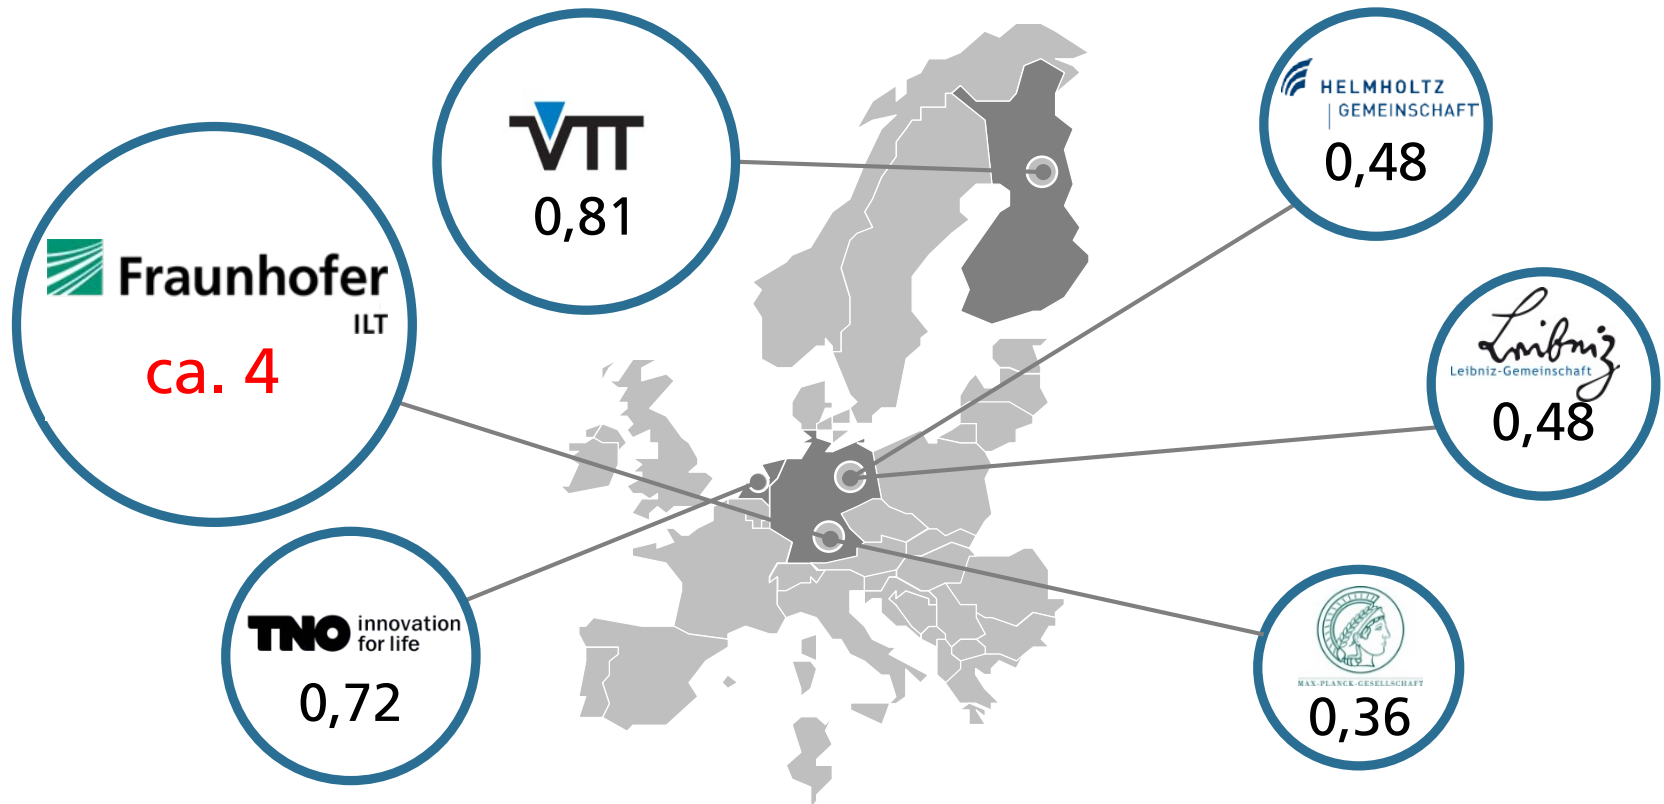 VTT
0,81
HELMHOLTZ
GEMEINSCHAFT
0,48
Fraunhofer
ILT
ca. 4
Leibniz
Leibniz-Gemeinschaft
0,48
TNO innovation
for life
0,72
MAX-PLANCK-GESELLSCHAFT
0,36